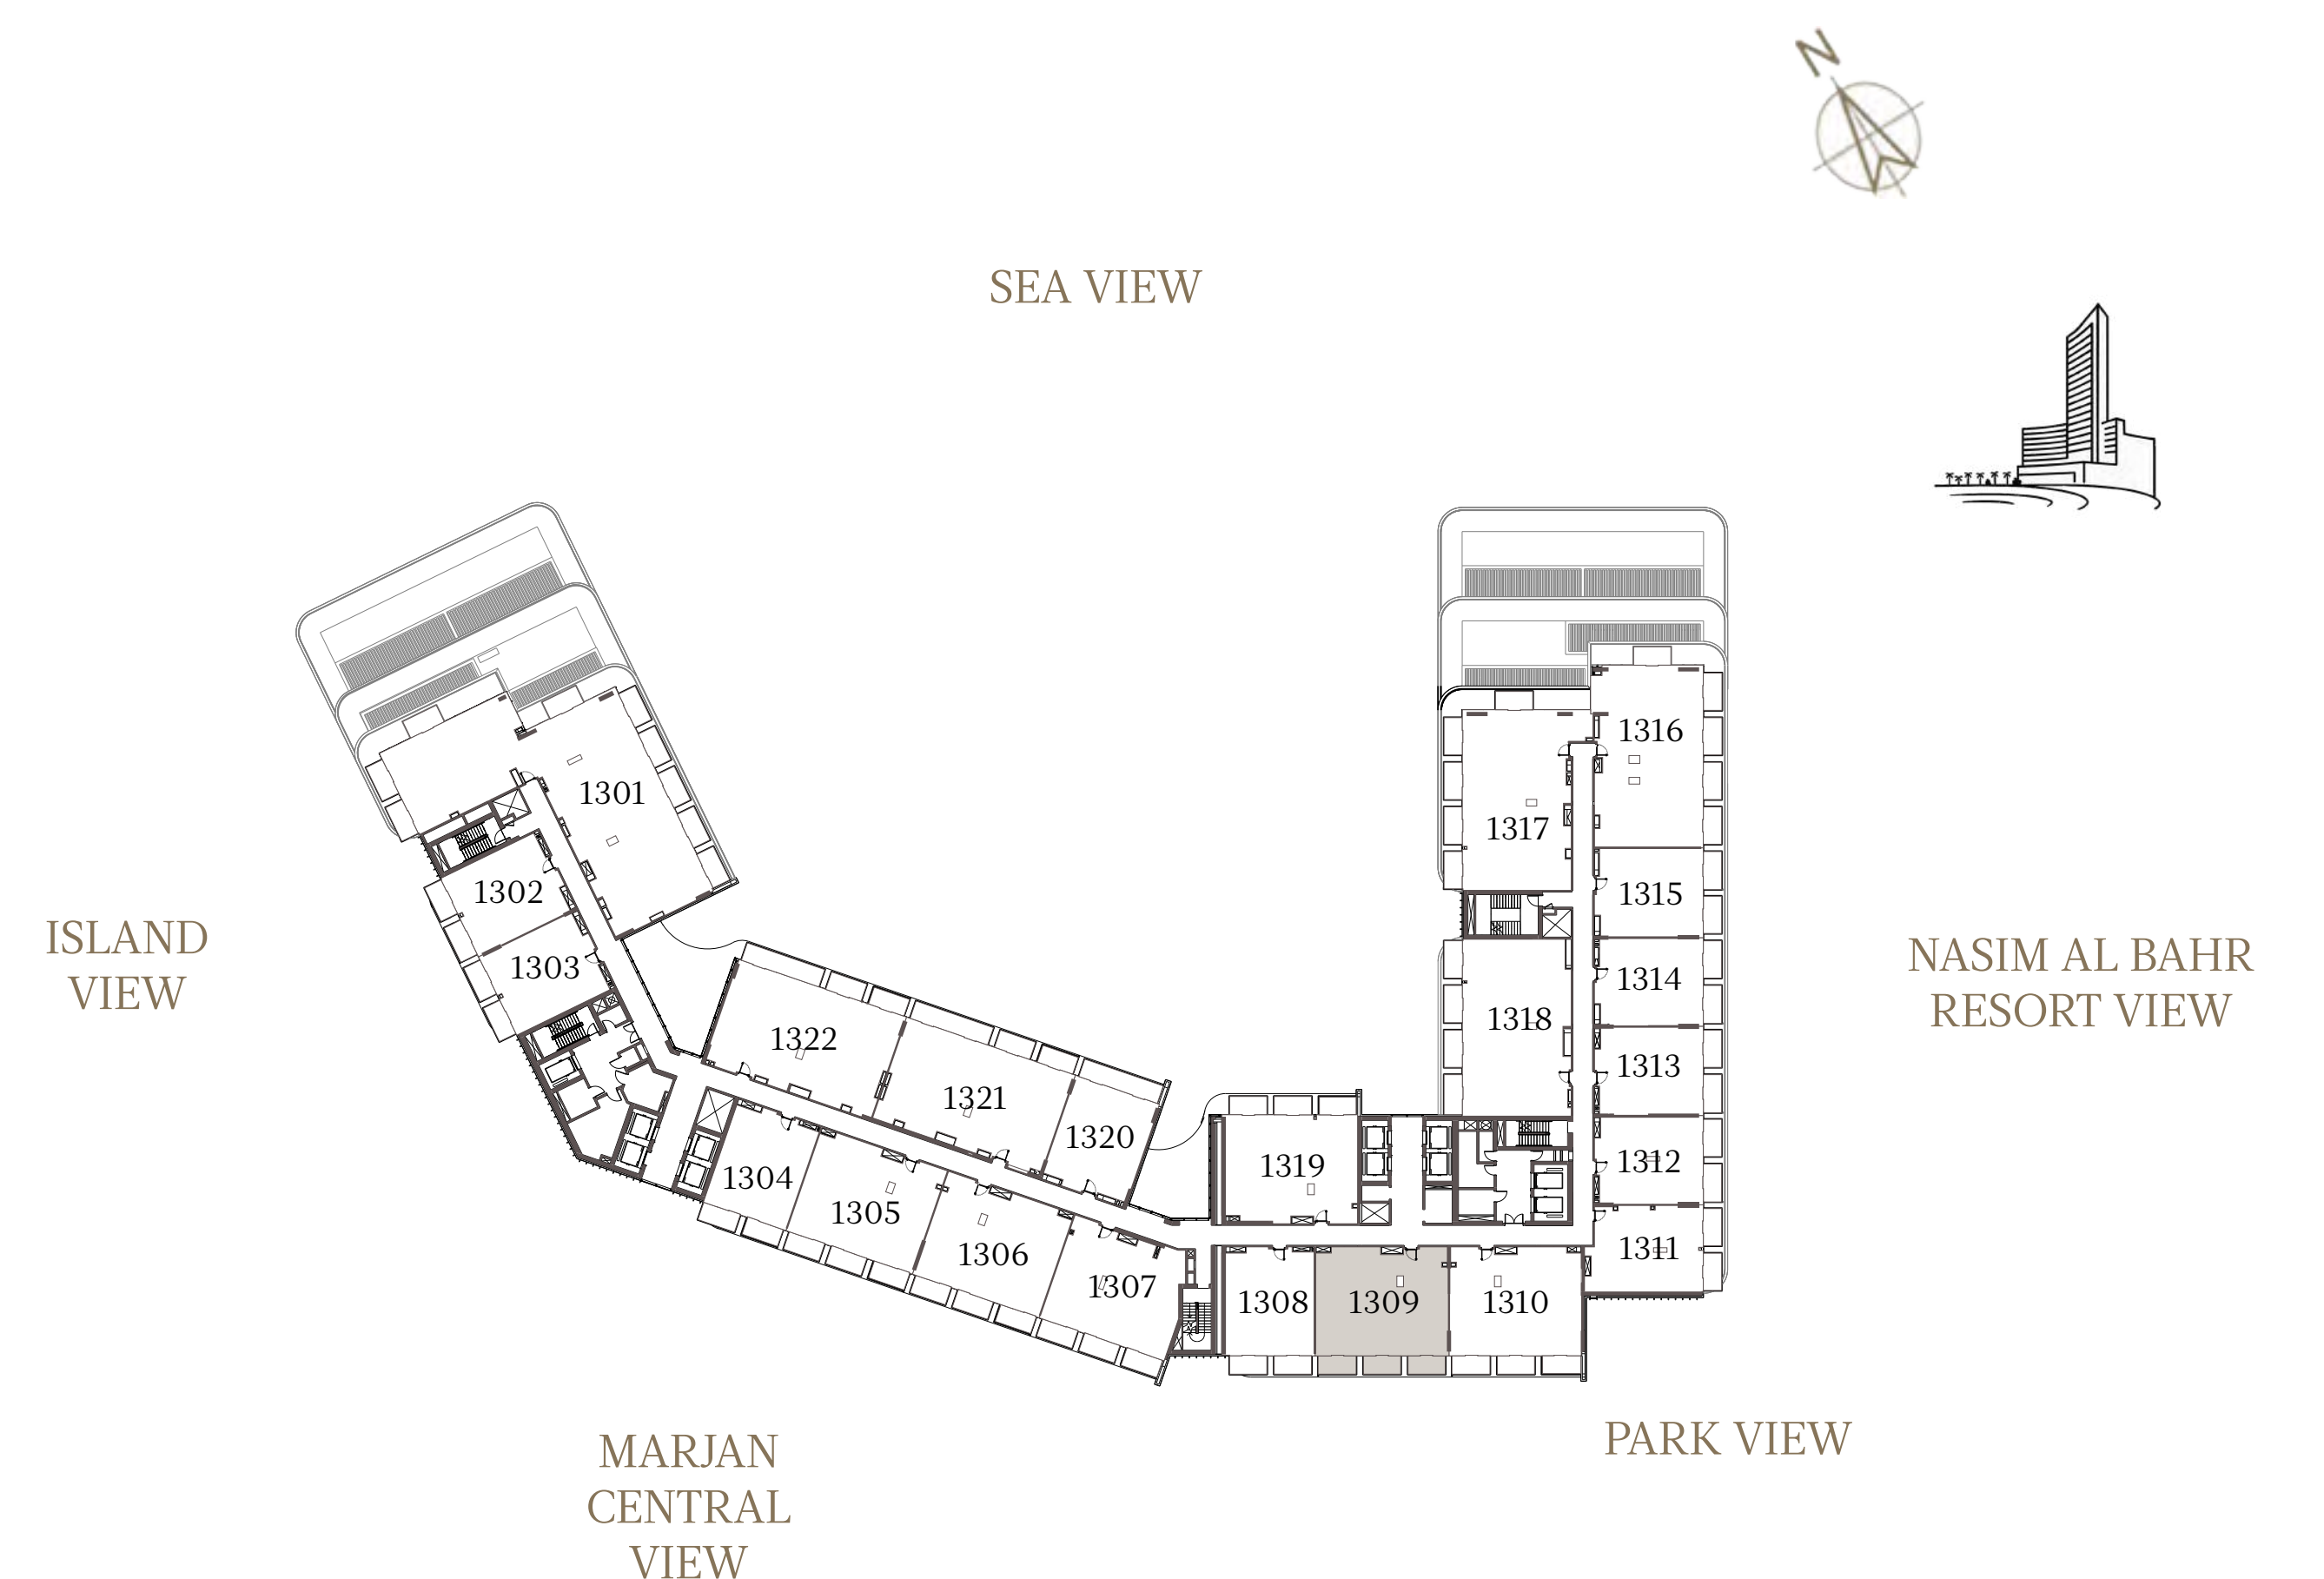 N
SEA VIEW
1316
1301
1317
1302
1315
ISLAND
VIEW
1303
NASIM AL BAHR
RESORT VIEW
1314
1318
1322
1313
1321
1320
1312
1319
1304
1305
1311
1306
1307
1308
1309
1310
PARK VIEW
MARJAN
CENTRAL
VIEW